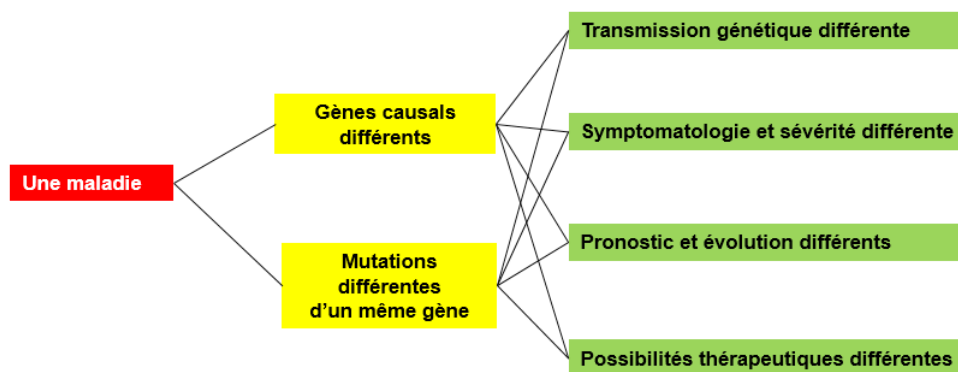 Une maladie
Gènes causals
différents
Mutations
différentes
d’un même gène
Transmission génétique différente
Symptomatologie et sévérité différente
Pronostic et évolution différents
Possibilités thérapeutiques différentes